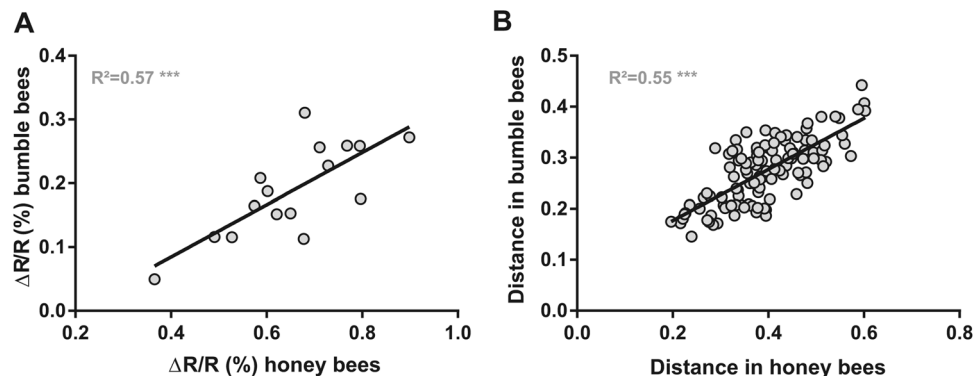 A
R²=0.57 ***
ΔR/R (%) bumble bees
0.4
0.3
0.2
0.1
0.0
0.2
0.4
0.6
0.8
1.0
ΔR/R (%) honey bees
B
R²=0.55 ***
Distance in bumble bees
0.5
0.4
0.3
0.2
0.1
0.0
0.0
0.2
0.4
0.6
0.8
Distance in honey bees